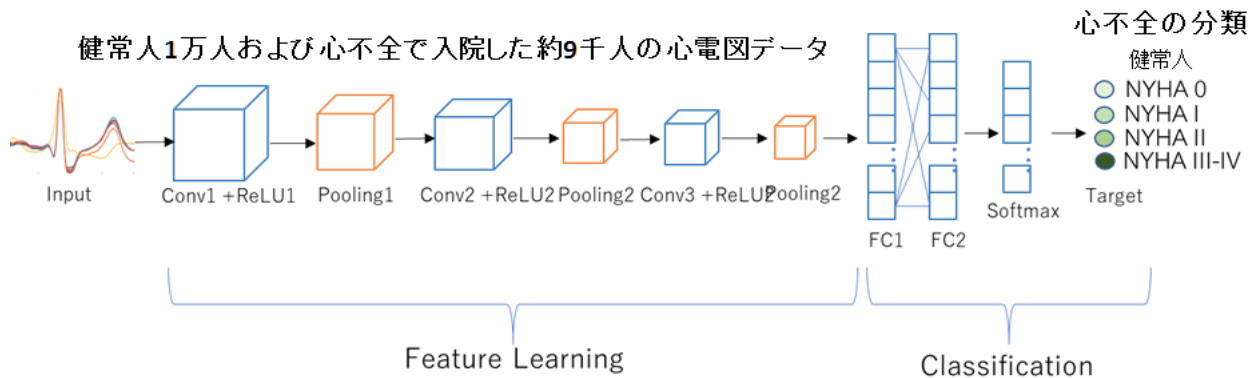 健常人1万人および心不全で入院した約9千人の心電図データ
心不全の分類
健常人
NYHA 0
NYHA I
NYHA II
NYHA III-IV
Input
Conv1 +ReLU1
Pooling1
Conv2 +ReLU2
Pooling2
Conv3 +ReLU2
Pooling2
FC1
FC2
Softmax
Target
Feature Learning
Classification